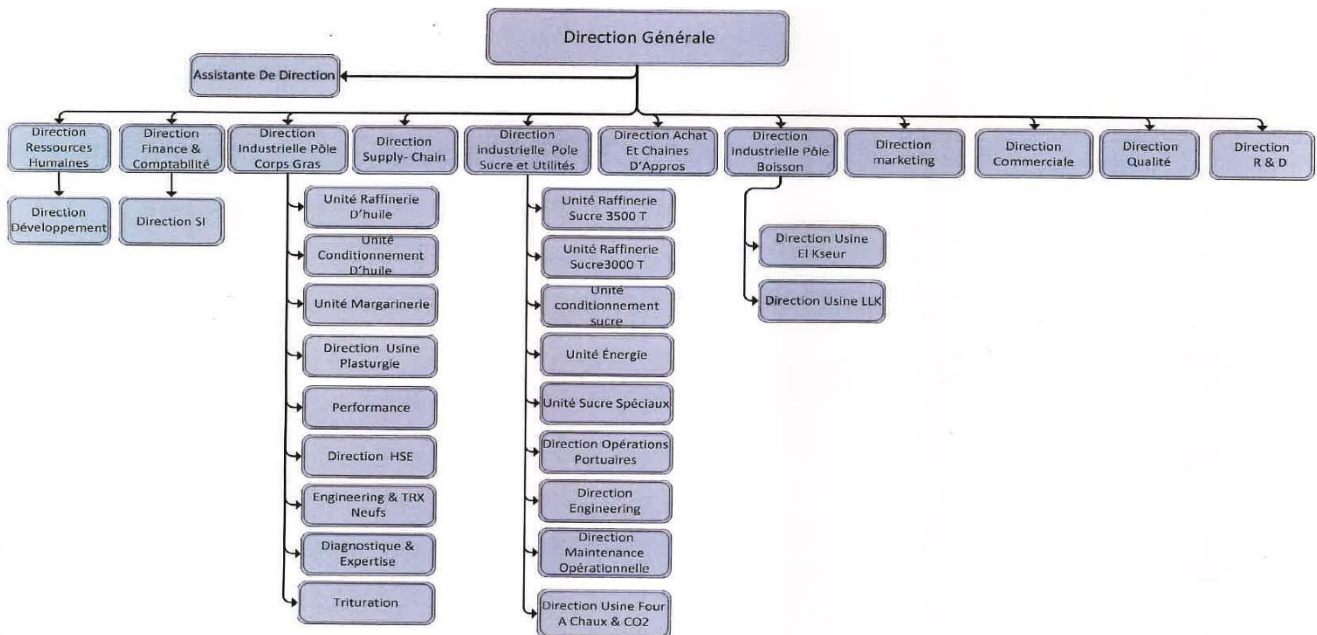 Direction Générale
Assistante De Direction
Direction
Ressources
Humaines
Direction
Finance &
Comptabilité
Direction
Industrielle Pôle
Corps Gras
Direction
Supply- Chain
Direction
industrielle Pole
Sucre et Utilités
Direction Achat
Et Chaines
D'Appros
Direction
Industrielle Pôle
Boisson
Direction
marketing
Direction
Commerciale
Direction
Qualité
Direction
R & D
Direction
Développement
Direction SI
Unité Raffinerie
D'huile
Unité
Conditionnement
D'huile
Unité Margarinerie
Direction Usine
Plasturgie
Performance
Direction HSE
Engineering & TRX
Neufs
Diagnostique &
Expertise
Trituration
Unité Raffinerie
Sucre 3500 T
Unité Raffinerie
Sucre3000 T
Unité
conditionnement
sucre
Unité Énergie
Unité Sucre Spéciaux
Direction Opérations
Portuaires
Direction
Engineering
Direction
Maintenance
Opérationnelle
Direction Usine Four
A Chaux & CO2
Direction Usine
El Kseur
Direction Usine LLK